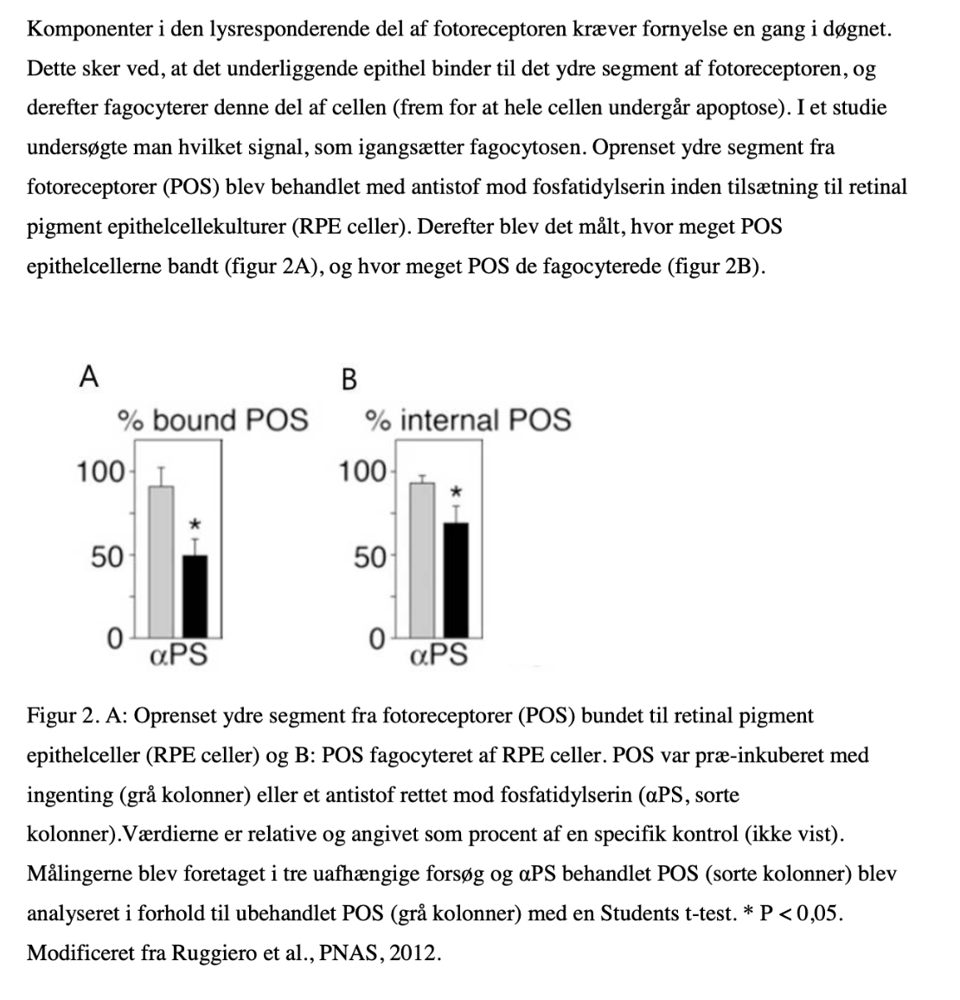 Komponenter i den lysresponderende del af fotoreceptoren kræver fornyelse en gang i døgnet.
Dette sker ved, at det underliggende epithel binder til det ydre segment af fotoreceptoren, og
derefter fagocyterer denne del af cellen (frem for at hele cellen undergår apoptose). I et studie
undersøgte man hvilket signal, som igangsætter fagocytosen. Oprenset ydre segment fra
fotoreceptorer (POS) blev behandlet med antistof mod fosfatidylserin inden tilsætning til retinal
pigment epithelcellekulturer (RPE celler). Derefter blev det målt, hvor meget POS
epithelcellerne bandt (figur 2A), og hvor meget POS de fagocyterede (figur 2B).
A
% bound POS
100
*
50
0
αPS
B
% internal POS
100
*
50
0
αPS
Figur 2. A: Oprenset ydre segment fra fotoreceptorer (POS) bundet til retinal pigment
epithelceller (RPE celler) og B: POS fagocyteret af RPE celler. POS var præ-inkuberet med
ingenting (grå kolonner) eller et antistof rettet mod fosfatidylserin (αPS, sorte
kolonner).Værdierne er relative og angivet som procent af en specifik kontrol (ikke vist).
Målingerne blev foretaget i tre uafhængige forsøg og αPS behandlet POS (sorte kolonner) blev
analyseret i forhold til ubehandlet POS (grå kolonner) med en Students t-test. * P < 0,05.
Modificeret fra Ruggiero et al., PNAS, 2012.